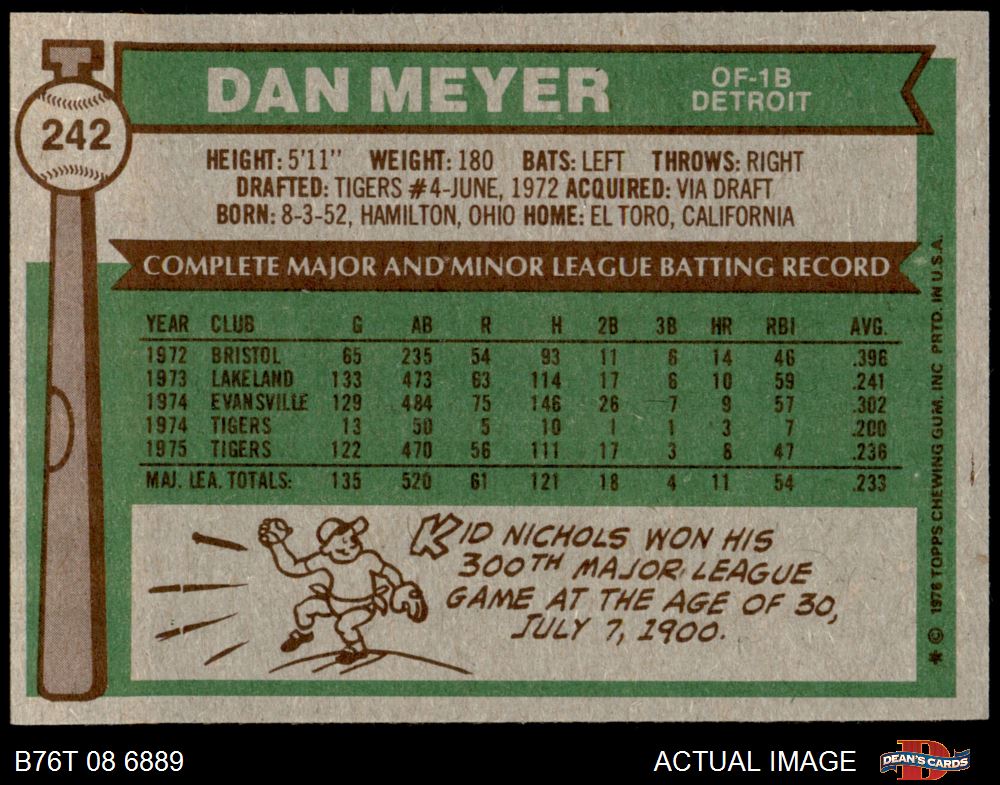 242
DAN MEYER
OF-1B
DETROIT
HEIGHT: 5'11" WEIGHT: 180 BATS: LEFT THROWS: RIGHT
DRAFTED: TIGERS #4-JUNE, 1972 ACQUIRED: VIA DRAFT
BORN: 8-3-52, HAMILTON, OHIO HOME: EL TORO, CALIFORNIA
COMPLETE MAJOR AND MINOR LEAGUE BATTING RECORD
YEAR CLUB G AB R H 2B 3B HR RBI AVG.
1972 BRISTOL 65 235 54 93 11 6 14 46 .396
1973 LAKELAND 133 473 63 114 17 6 10 59 .241
1974 EVANSVILLE 129 484 75 146 26 7 9 57 .302
1974 TIGERS 13 50 5 10 1 1 3 7 .200
1975 TIGERS 122 470 56 111 17 3 8 47 .236
MAJ. LEA. TOTALS: 135 520 61 121 18 4 11 54 .233
KID NICHOLS WON HIS
300TH MAJOR LEAGUE
GAME AT THE AGE OF 30,
JULY 7, 1900.
* © 1976 TOPPS CHEWING GUM, INC PRTD. IN U.S.A.
B76T 08 6889
ACTUAL IMAGE
D
DEAN'S CARDS